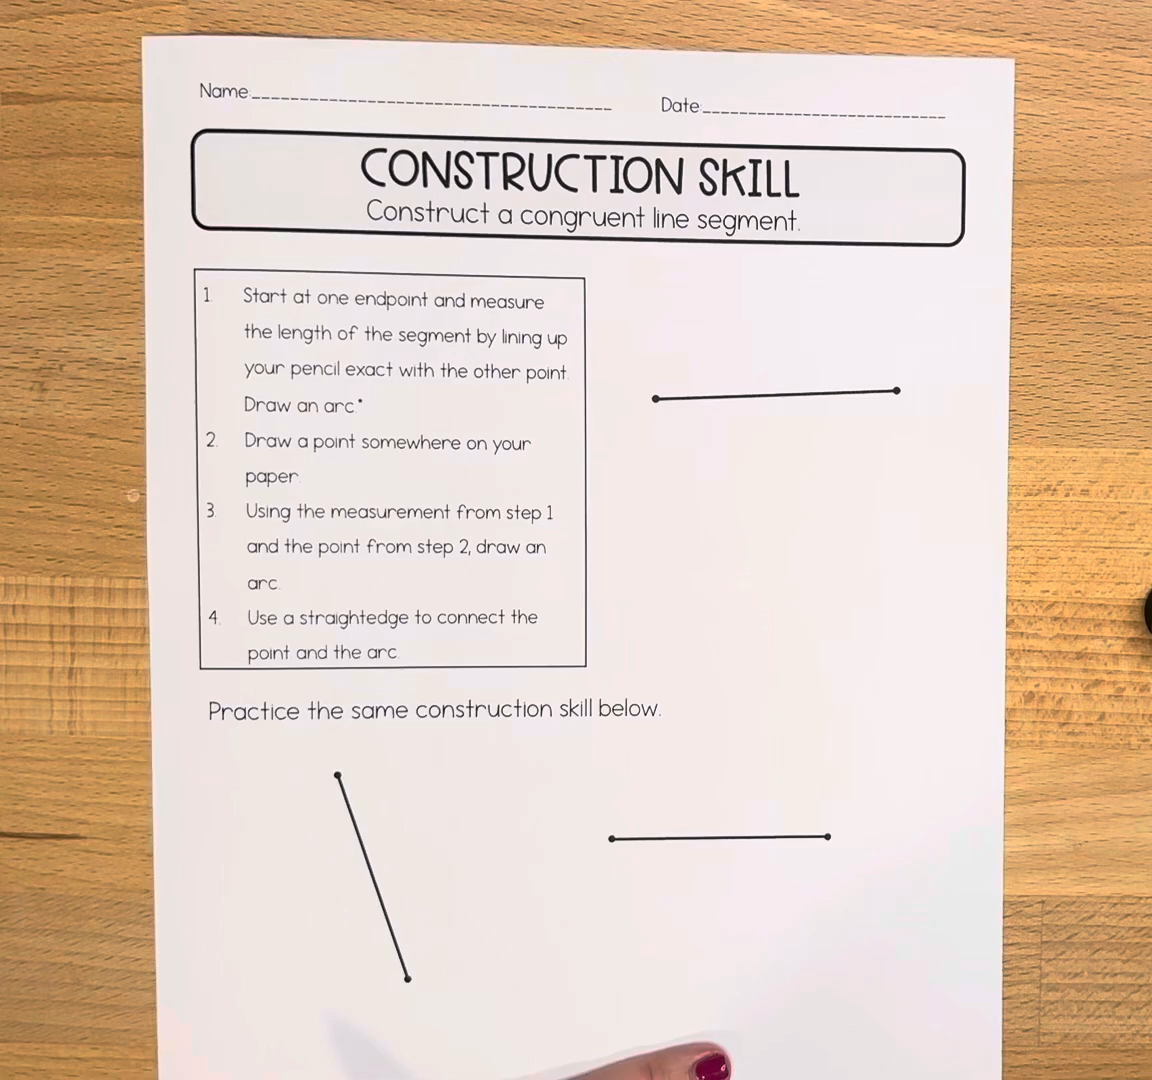 Name:____________________ Date:____________________
CONSTRUCTION SKILL
Construct a congruent line segment.
1. Start at one endpoint and measure
the length of the segment by lining up
your pencil exact with the other point.
Draw an arc.*
2. Draw a point somewhere on your
paper.
3. Using the measurement from step 1
and the point from step 2, draw an
arc.
4. Use a straightedge to connect the
point and the arc.
Practice the same construction skill below.